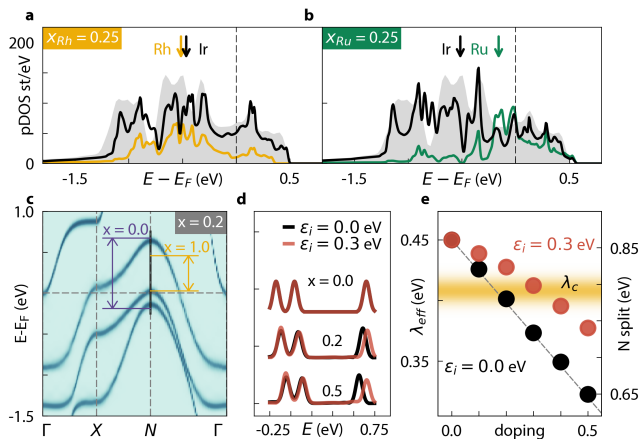 a
b
200
x_Rh = 0.25
Rh
Ir
x_Ru = 0.25
Ir
Ru
pDOS st/eV
0
-1.5
E − E_F (eV)
0.5
-1.5
E − E_F (eV)
0.5
c
d
e
1.0
x = 0.2
x = 0.0
x = 1.0
E-E_F (eV)
-1.5
Γ
X
N
Γ
ε_i = 0.0 eV
ε_i = 0.3 eV
x = 0.0
0.2
0.5
-0.25
E (eV)
0.75
0.45
0.35
λ_eff (eV)
ε_i = 0.3 eV
λ_c
ε_i = 0.0 eV
0.85
0.65
N split (eV)
0.0
doping
0.5